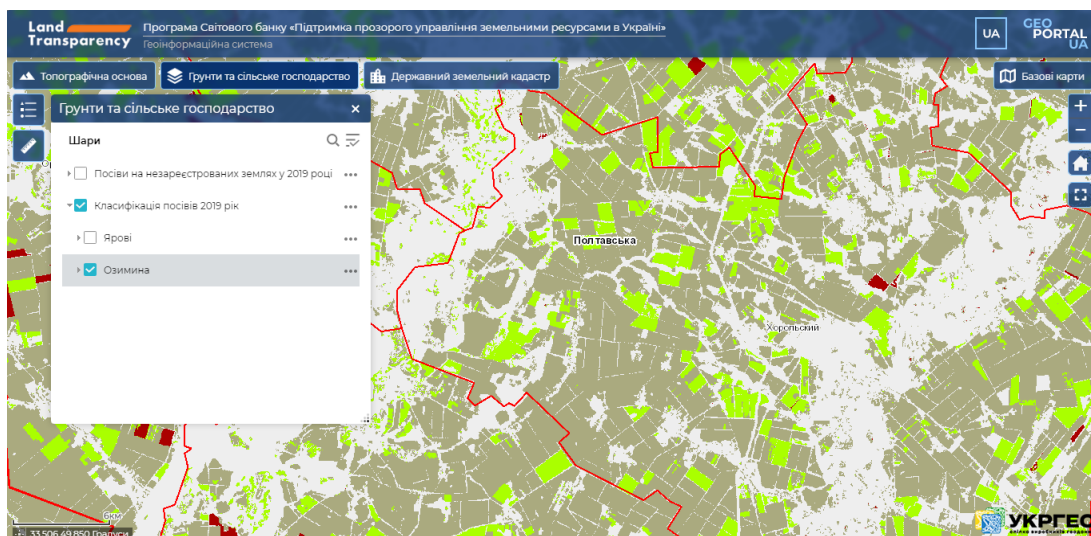 Land
Transparency
Програма Світового банку «Підтримка прозорого управління земельними ресурсами в Україні»
Геоінформаційна система
UA
GEO
PORTAL
UA
Топографічна основа
Грунти та сільське господарство
Державний земельний кадастр
Базові карти
Грунти та сільське господарство
Шари
Посіви на незареєстрованих землях у 2019 році
Класифікація посівів 2019 рік
Ярові
Озимина
Полтавська
Хорольский
6км
33.506 49.850 Градуси
УКРГЕО